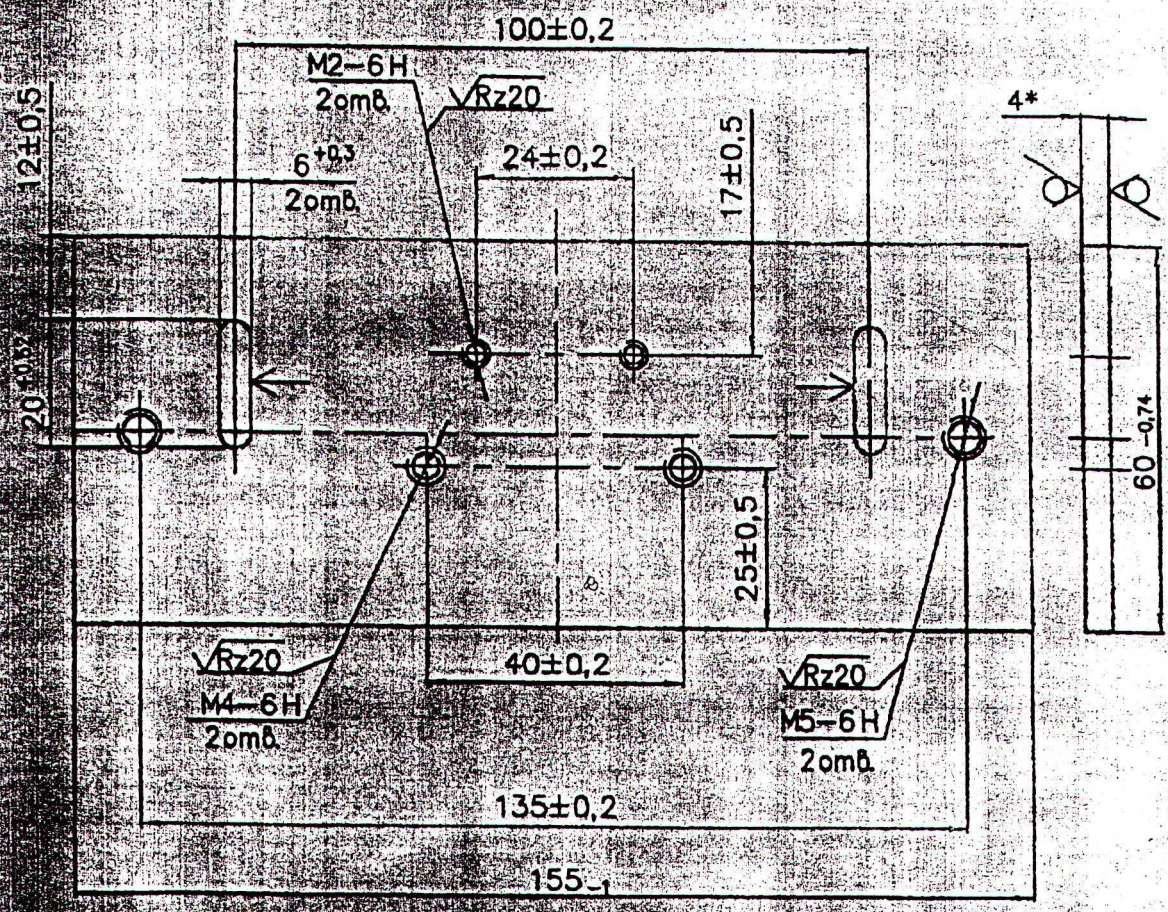 100±0,2
M2–6H
2отв.
√Rz20
4*
12±0,5
6 +0,3
2отв.
24±0,2
17±0,5
20 +0,52
60 –0,74
25±0,5
√Rz20
M4–6H
2отв.
40±0,2
√Rz20
M5–6H
2отв.
135±0,2
155–1